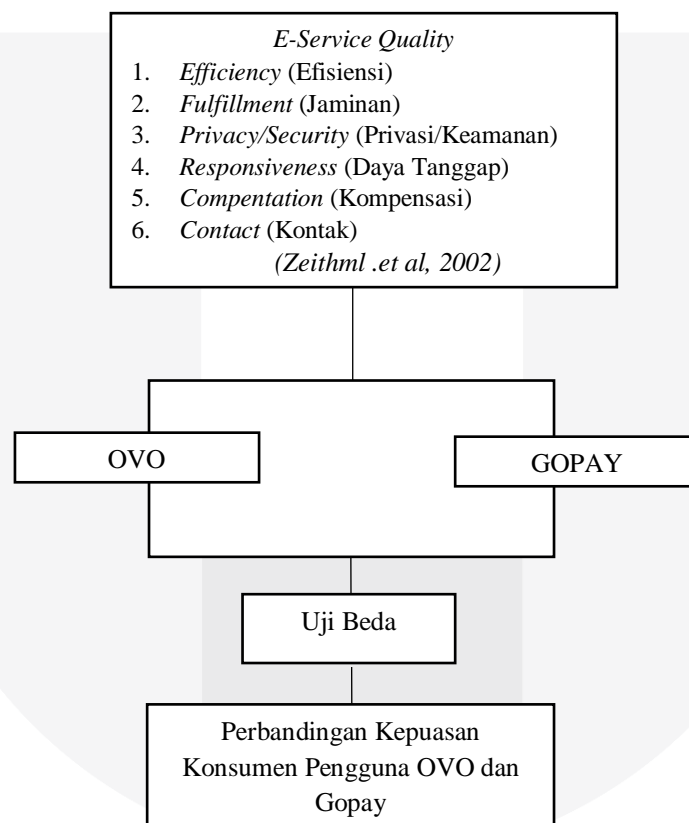 E-Service Quality
1. Efficiency (Efisiensi)
2. Fulfillment (Jaminan)
3. Privacy/Security (Privasi/Keamanan)
4. Responsiveness (Daya Tanggap)
5. Compentation (Kompensasi)
6. Contact (Kontak)
(Zeithml .et al, 2002)
OVO
GOPAY
Uji Beda
Perbandingan Kepuasan
Konsumen Pengguna OVO dan
Gopay